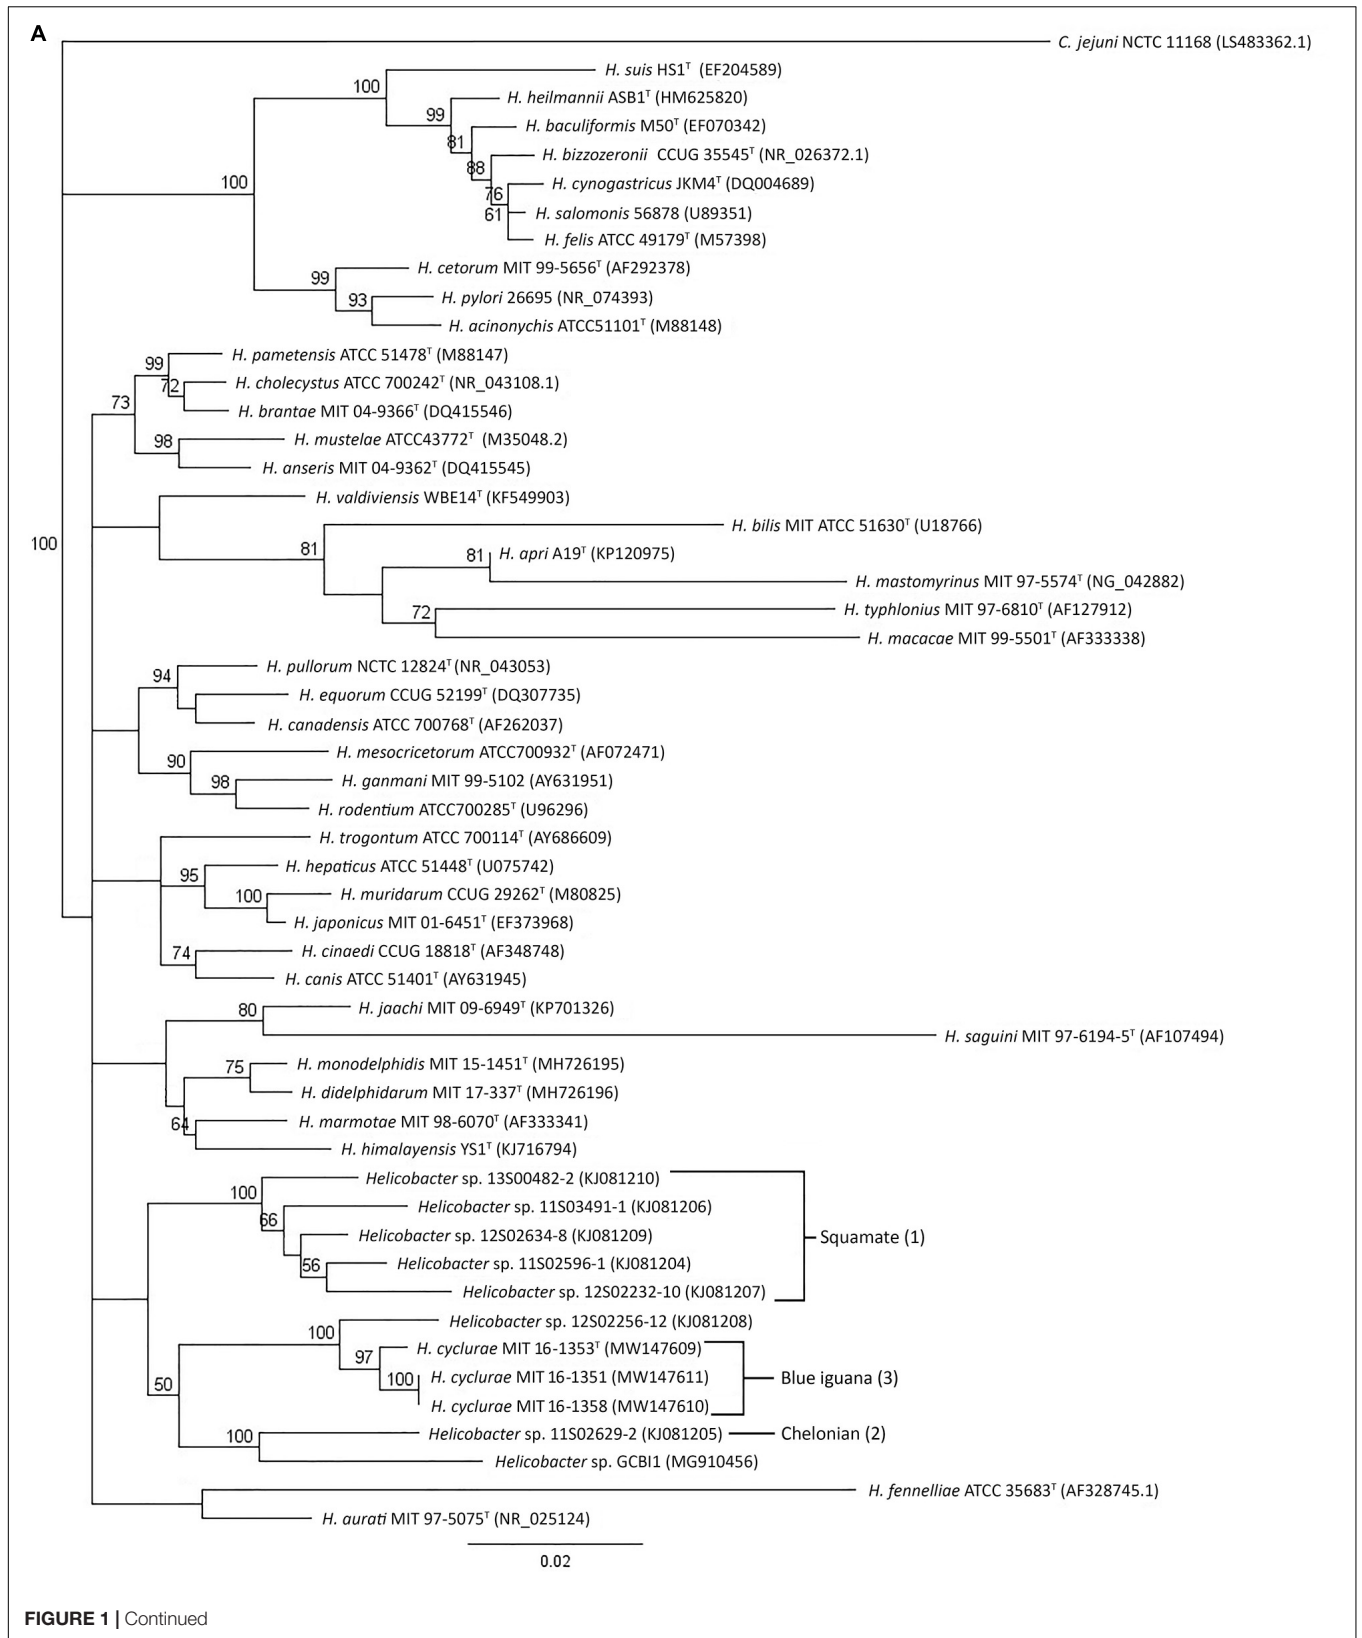 A
C. jejuni NCTC 11168 (LS483362.1)
H. suis HS1ᵀ (EF204589)
100
H. heilmannii ASB1ᵀ (HM625820)
99
H. baculiformis M50ᵀ (EF070342)
81
H. bizzozeronii CCUG 35545ᵀ (NR_026372.1)
88
H. cynogastricus JKM4ᵀ (DQ004689)
100
76
H. salomonis 56878 (U89351)
61
H. felis ATCC 49179ᵀ (M57398)
H. cetorum MIT 99-5656ᵀ (AF292378)
99
H. pylori 26695 (NR_074393)
93
H. acinonychis ATCC51101ᵀ (M88148)
H. pametensis ATCC 51478ᵀ (M88147)
99
H. cholecystus ATCC 700242ᵀ (NR_043108.1)
72
73
H. brantae MIT 04-9366ᵀ (DQ415546)
H. mustelae ATCC43772ᵀ (M35048.2)
98
H. anseris MIT 04-9362ᵀ (DQ415545)
H. valdiviensis WBE14ᵀ (KF549903)
H. bilis MIT ATCC 51630ᵀ (U18766)
100
81
81
H. apri A19ᵀ (KP120975)
H. mastomyrinus MIT 97-5574ᵀ (NG_042882)
H. typhlonius MIT 97-6810ᵀ (AF127912)
72
H. macacae MIT 99-5501ᵀ (AF333338)
H. pullorum NCTC 12824ᵀ (NR_043053)
94
H. equorum CCUG 52199ᵀ (DQ307735)
H. canadensis ATCC 700768ᵀ (AF262037)
H. mesocricetorum ATCC700932ᵀ (AF072471)
90
H. ganmani MIT 99-5102 (AY631951)
98
H. rodentium ATCC700285ᵀ (U96296)
H. trogontum ATCC 700114ᵀ (AY686609)
H. hepaticus ATCC 51448ᵀ (U075742)
95
H. muridarum CCUG 29262ᵀ (M80825)
100
H. japonicus MIT 01-6451ᵀ (EF373968)
H. cinaedi CCUG 18818ᵀ (AF348748)
74
H. canis ATCC 51401ᵀ (AY631945)
H. jaachi MIT 09-6949ᵀ (KP701326)
80
H. saguini MIT 97-6194-5ᵀ (AF107494)
H. monodelphidis MIT 15-1451ᵀ (MH726195)
75
H. didelphidarum MIT 17-337ᵀ (MH726196)
H. marmotae MIT 98-6070ᵀ (AF333341)
64
H. himalayensis YS1ᵀ (KJ716794)
Helicobacter sp. 13S00482-2 (KJ081210)
100
Helicobacter sp. 11S03491-1 (KJ081206)
66
Helicobacter sp. 12S02634-8 (KJ081209)
Squamate (1)
Helicobacter sp. 11S02596-1 (KJ081204)
56
Helicobacter sp. 12S02232-10 (KJ081207)
Helicobacter sp. 12S02256-12 (KJ081208)
100
H. cyclurae MIT 16-1353ᵀ (MW147609)
97
H. cyclurae MIT 16-1351 (MW147611)
100
Blue iguana (3)
50
H. cyclurae MIT 16-1358 (MW147610)
Helicobacter sp. 11S02629-2 (KJ081205)
Chelonian (2)
100
Helicobacter sp. GCBI1 (MG910456)
H. fennelliae ATCC 35683ᵀ (AF328745.1)
H. aurati MIT 97-5075ᵀ (NR_025124)
0.02
FIGURE 1 | Continued